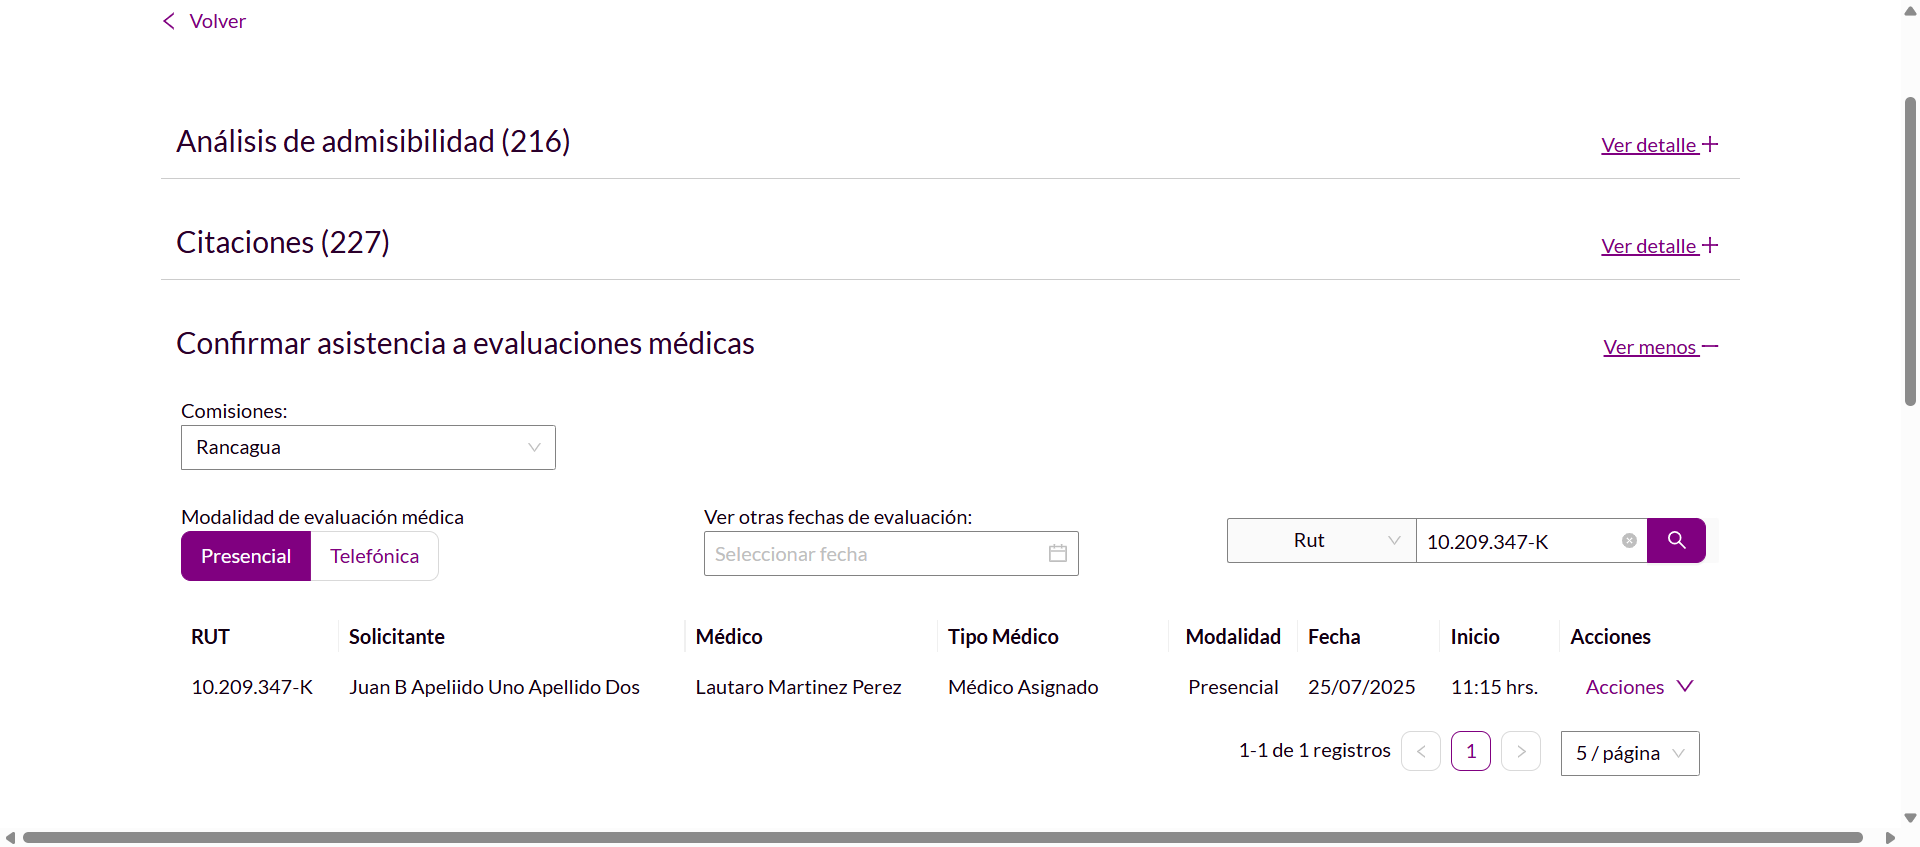 Volver
Análisis de admisibilidad (216)
Ver detalle
Citaciones (227)
Ver detalle
Confirmar asistencia a evaluaciones médicas
Ver menos
Comisiones:
Rancagua
Modalidad de evaluación médica
Presencial Telefónica
Ver otras fechas de evaluación:
Seleccionar fecha
Rut 10.209.347-K
RUT Solicitante Médico Tipo Médico Modalidad Fecha Inicio Acciones
10.209.347-K Juan B Apeliido Uno Apellido Dos Lautaro Martinez Perez Médico Asignado Presencial 25/07/2025 11:15 hrs. Acciones
1-1 de 1 registros 1 5 / página